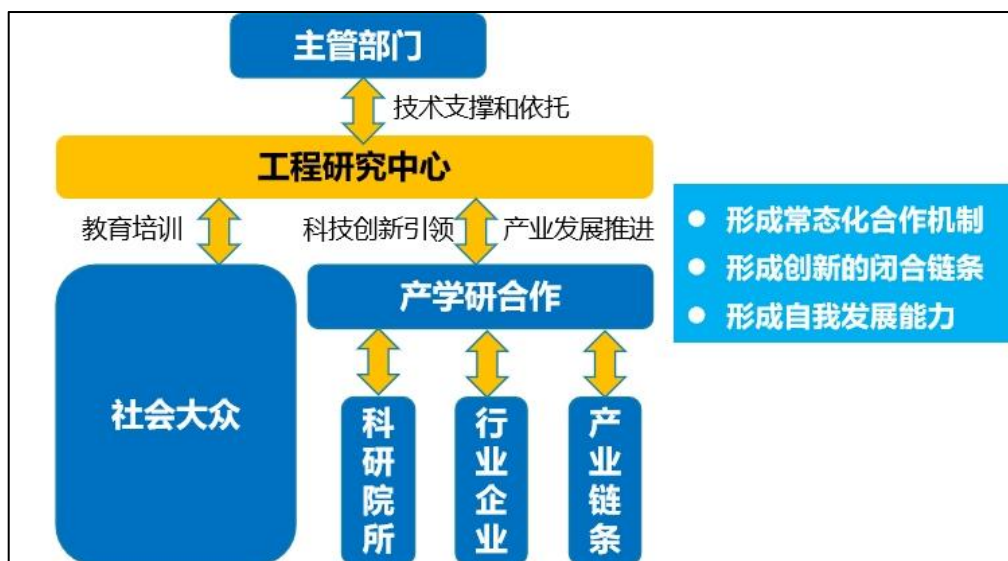 主管部门
技术支撑和依托
工程研究中心
教育培训
科技创新引领
产业发展推进
形成常态化合作机制
形成创新的闭合链条
形成自我发展能力
产学研合作
社会大众
科研院所
行业企业
产业链条